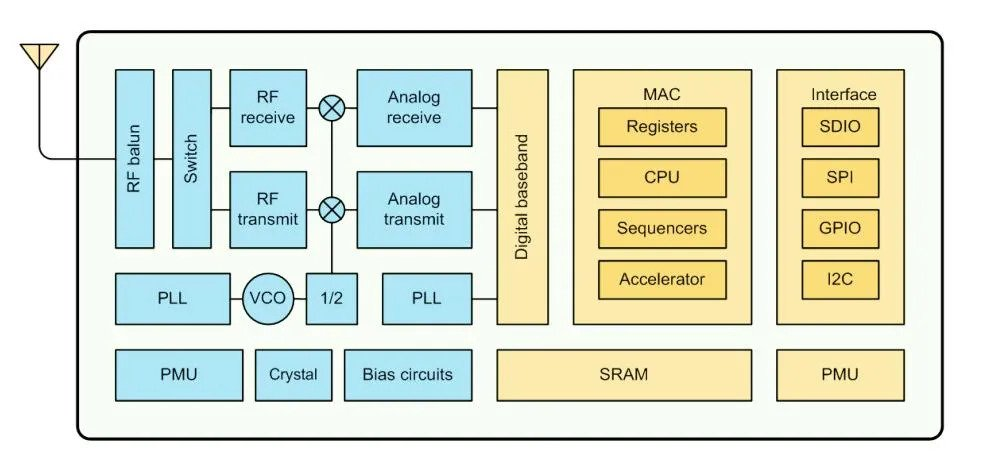 RF balun
Switch
RF
receive
Analog
receive
RF
transmit
Analog
transmit
PLL
VCO
1/2
PLL
Digital baseband
MAC
Registers
CPU
Sequencers
Accelerator
Interface
SDIO
SPI
GPIO
I2C
PMU
Crystal
Bias circuits
SRAM
PMU